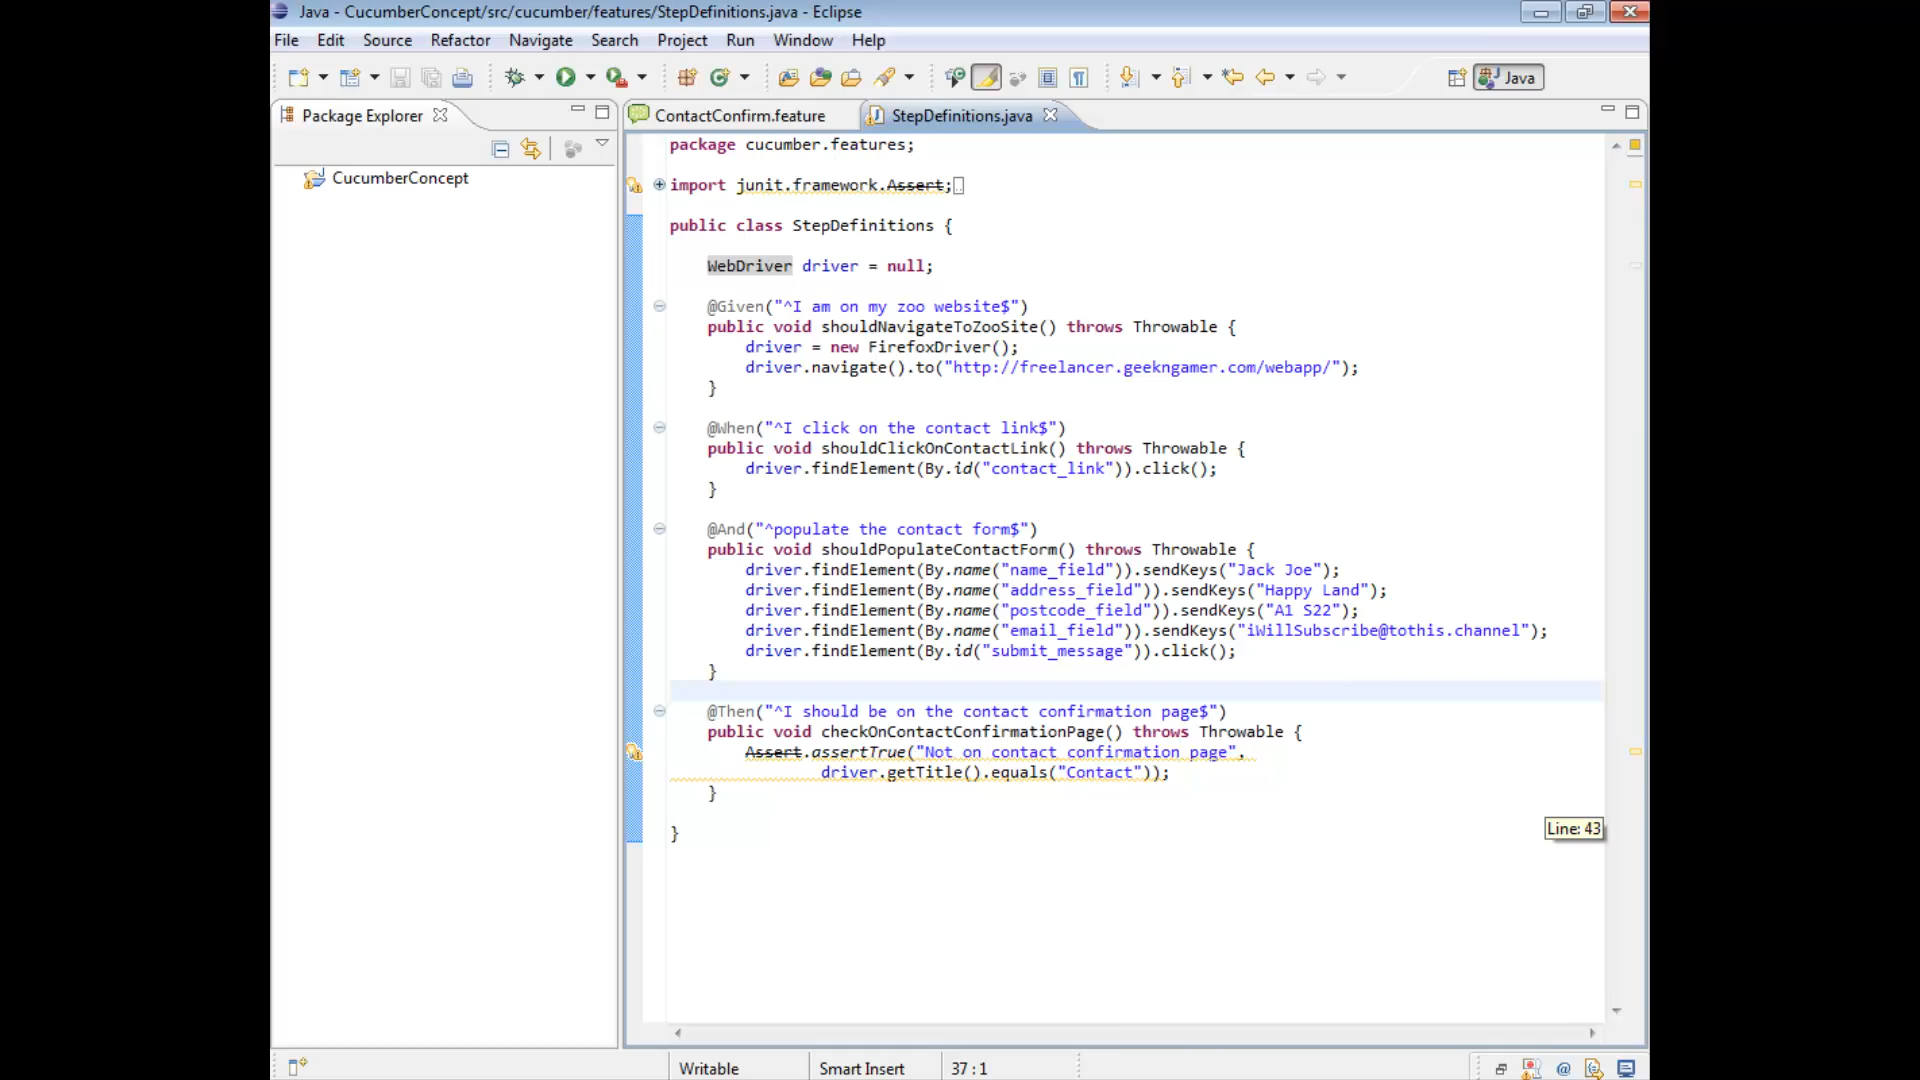 Java - CucumberConcept/src/cucumber/features/StepDefinitions.java - Eclipse
File Edit Source Refactor Navigate Search Project Run Window Help
Java
Package Explorer
ContactConfirm.feature
StepDefinitions.java
CucumberConcept
package cucumber.features;
import junit.framework.Assert;
public class StepDefinitions {
WebDriver driver = null;
@Given("^I am on my zoo website$")
public void shouldNavigateToZooSite() throws Throwable {
driver = new FirefoxDriver();
driver.navigate().to("http://freelancer.geekngamer.com/webapp/");
}
@When("^I click on the contact link$")
public void shouldClickOnContactLink() throws Throwable {
driver.findElement(By.id("contact_link")).click();
}
@And("^populate the contact form$")
public void shouldPopulateContactForm() throws Throwable {
driver.findElement(By.name("name_field")).sendKeys("Jack Joe");
driver.findElement(By.name("address_field")).sendKeys("Happy Land");
driver.findElement(By.name("postcode_field")).sendKeys("A1 S22");
driver.findElement(By.name("email_field")).sendKeys("iWillSubscribe@tothis.channel");
driver.findElement(By.id("submit_message")).click();
}
@Then("^I should be on the contact confirmation page$")
public void checkOnContactConfirmationPage() throws Throwable {
Assert.assertTrue("Not on contact confirmation page",
driver.getTitle().equals("Contact"));
}
}
Line: 43
Writable Smart Insert 37 : 1